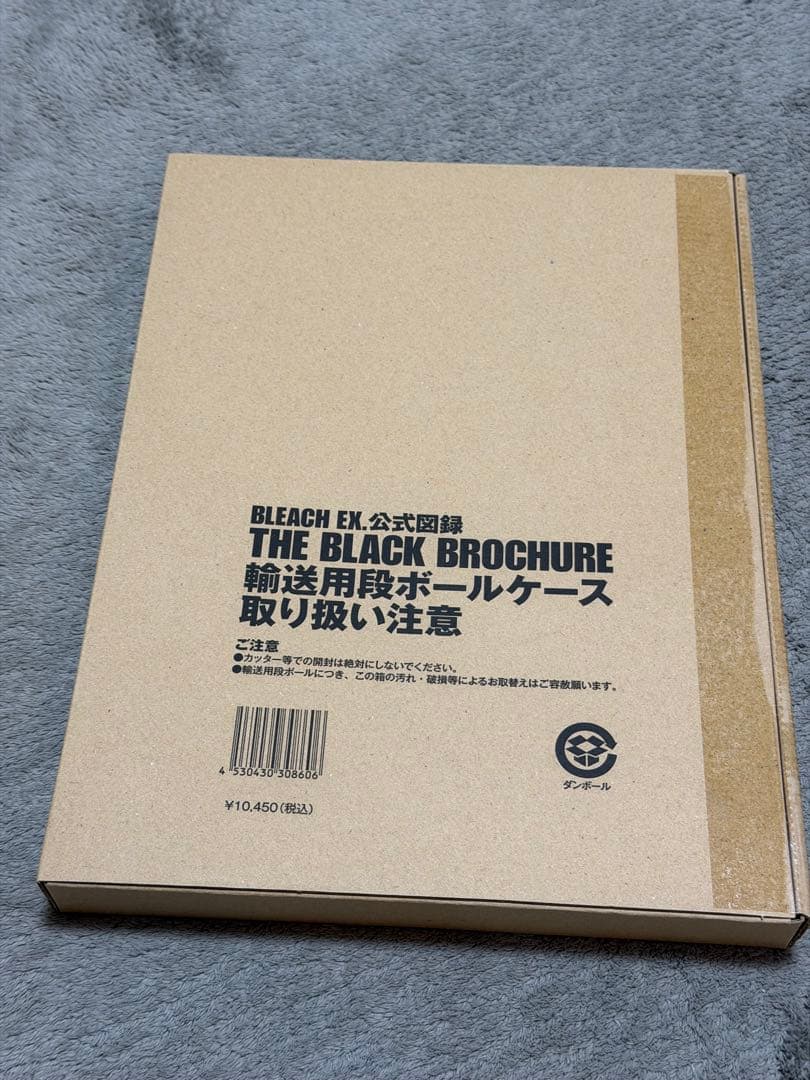 BLEACH EX.公式図録
THE BLACK BROCHURE
輸送用段ボールケース
取り扱い注意
ご注意
●カッター等での開封は絶対にしないでください。
●輸送用段ボールにつき、この箱の汚れ・破損等によるお取替えはご容赦願います。
4 530430 308606
¥10,450(税込)
ダンボール